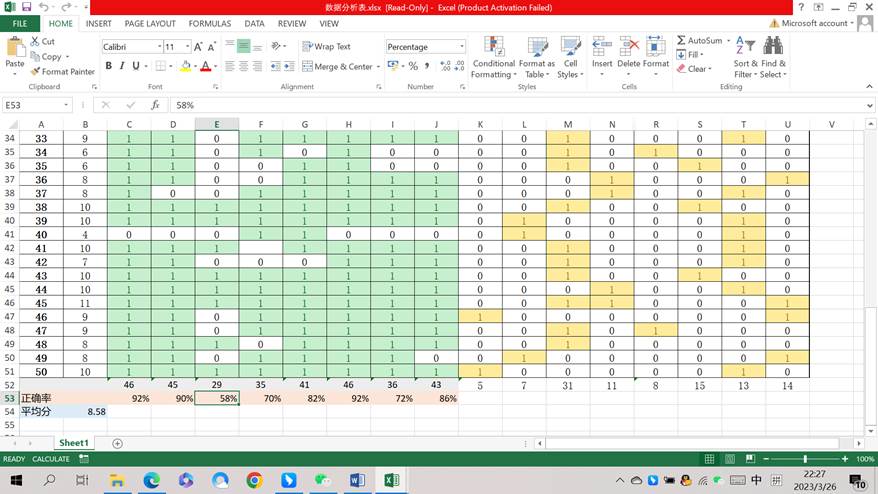 数据分析表.xlsx [Read-Only] - Excel (Product Activation Failed)
FILE HOME INSERT PAGE LAYOUT FORMULAS DATA REVIEW VIEW Microsoft account
Cut
Copy
Format Painter
Paste
Clipboard
Calibri 11
B I U
Font
Wrap Text
Merge & Center
Alignment
Percentage
Number
Conditional Formatting
Format as Table
Cell Styles
Styles
Insert Delete Format
Cells
AutoSum
Fill
Clear
Sort & Filter
Find & Select
Editing
E53 fx 58%
A B C D E F G H I J K L M N R S T U V
34 33 9 1 1 0 1 1 1 1 1 0 0 1 0 0 0 1 0
35 34 6 1 1 0 1 0 1 0 0 0 0 1 0 1 0 0 0
36 35 6 1 1 0 0 1 1 0 0 0 0 1 0 0 1 0 0
37 36 8 1 1 0 0 1 1 1 1 0 0 0 1 0 0 0 1
38 37 8 1 0 0 1 1 1 1 1 0 0 0 1 0 0 1 0
39 38 10 1 1 1 1 1 1 1 1 0 0 1 0 0 1 0 0
40 39 10 1 1 1 1 1 1 1 1 0 1 0 0 0 0 1 0
41 40 4 0 0 0 1 1 0 0 0 0 1 0 0 0 0 1 0
42 41 10 1 1 1 1 1 1 1 0 0 1 0 0 0 1 0
43 42 7 1 1 0 0 0 1 1 1 0 0 1 0 0 0 1 0
44 43 10 1 1 1 1 1 1 1 1 0 0 1 0 0 1 0 0
45 44 10 1 1 1 1 1 1 1 1 0 0 0 1 0 0 1 0
46 45 11 1 1 1 1 1 1 1 1 0 0 1 1 0 0 0 1
47 46 9 1 1 0 1 1 1 1 1 1 0 0 0 0 0 0 1
48 47 9 1 1 0 1 1 1 1 1 0 0 1 0 1 0 0 0
49 48 8 1 1 1 0 1 1 1 1 0 0 1 0 0 0 0 0
50 49 8 1 1 0 1 1 1 1 0 0 1 0 0 0 0 0 1
51 50 10 1 1 1 1 1 1 1 1 1 0 0 0 0 0 1 0
52 46 45 29 35 41 46 36 43 5 7 31 11 8 15 13 14
53 正确率 92% 90% 58% 70% 82% 92% 72% 86%
54 平均分 8.58
55
Sheet1
READY CALCULATE 100%
中 拼 22:27
2023/3/26 10